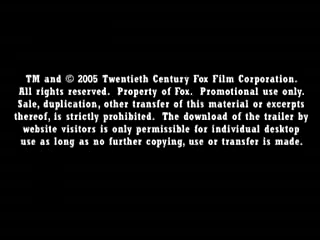 TM and © 2005 Twentieth Century Fox Film Corporation.
All rights reserved. Property of Fox. Promotional use only.
Sale, duplication, other transfer of this material or excerpts
thereof, is strictly prohibited. The download of the trailer by
website visitors is only permissible for individual desktop
use as long as no further copying, use or transfer is made.